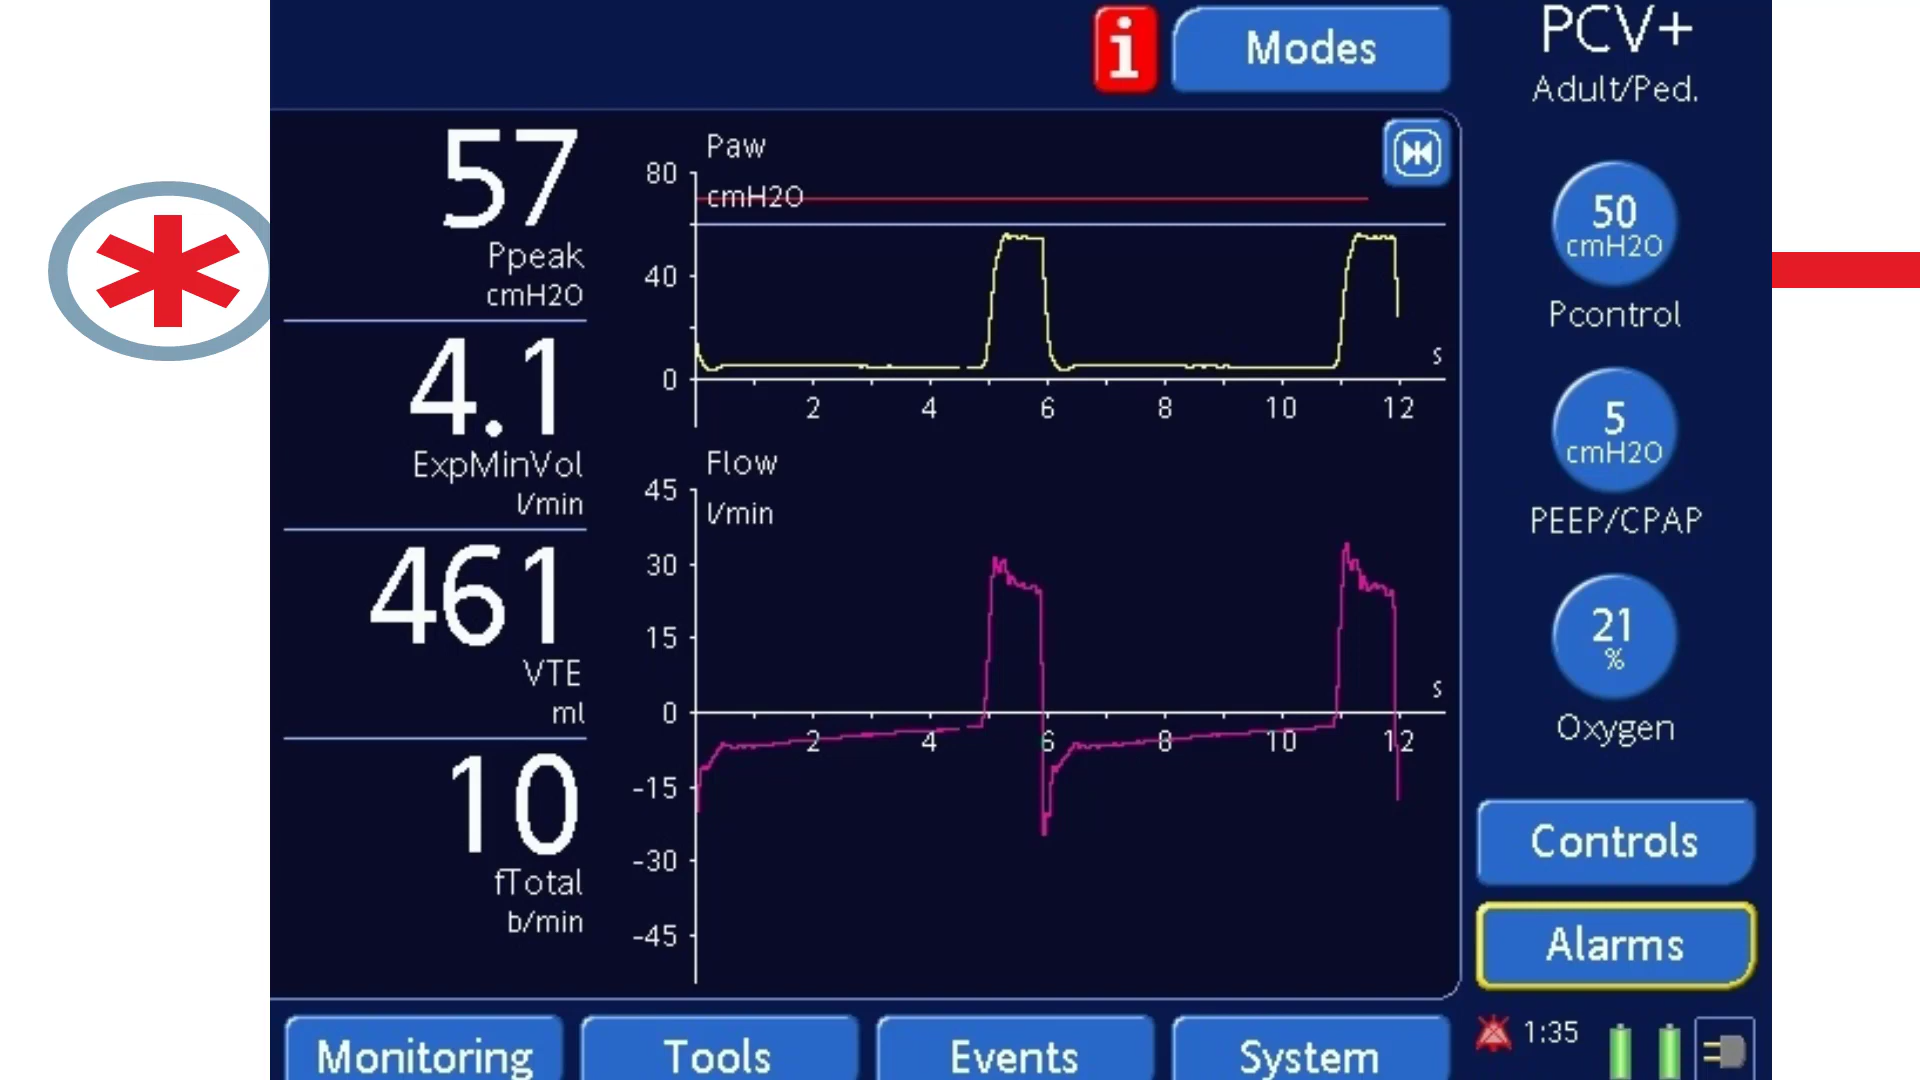 i
Modes
PCV+
Adult/Ped.
57
Ppeak
cmH2O
4.1
ExpMinVol
l/min
461
VTE
ml
10
fTotal
b/min
Paw
80
cmH2O
40
0
s
2 4 6 8 10 12
Flow
45
l/min
30
15
0
s
2 4 6 8 10 12
-15
-30
-45
50
cmH2O
Pcontrol
5
cmH2O
PEEP/CPAP
21
%
Oxygen
Controls
Alarms
1:35
Monitoring
Tools
Events
System